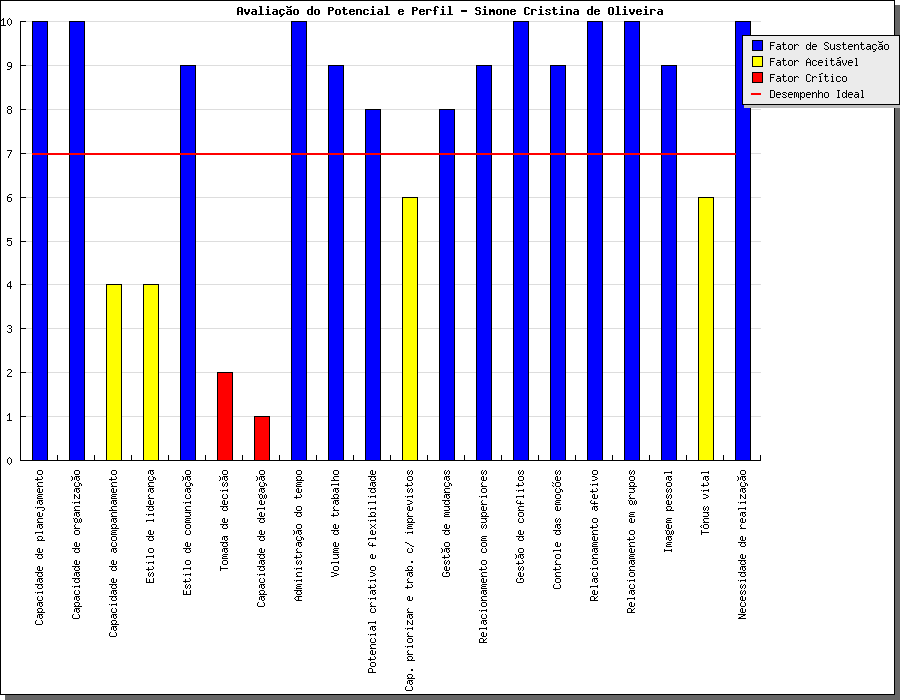 Avaliação do Potencial e Perfil - Simone Cristina de Oliveira
10
9
8
7
6
5
4
3
2
1
0
Fator de Sustentação
Fator Aceitável
Fator Crítico
Desempenho Ideal
Capacidade de planejamento
Capacidade de organização
Capacidade de acompanhamento
Estilo de liderança
Estilo de comunicação
Tomada de decisão
Capacidade de delegação
Administração do tempo
Volume de trabalho
Potencial criativo e flexibilidade
Cap. priorizar e trab. c/ imprevistos
Gestão de mudanças
Relacionamento com superiores
Gestão de conflitos
Controle das emoções
Relacionamento afetivo
Relacionamento em grupos
Imagem pessoal
Tônus vital
Necessidade de realização